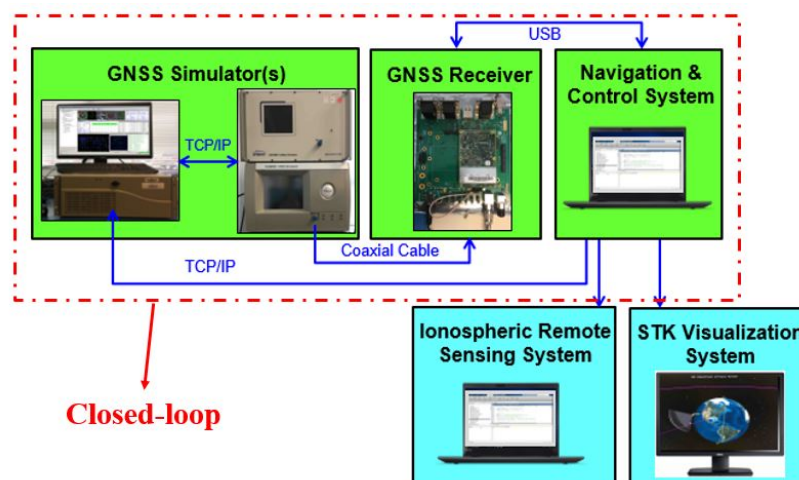 USB
GNSS Simulator(s)
GNSS Receiver
Navigation &
Control System
TCP/IP
Coaxial Cable
TCP/IP
Ionospheric Remote
Sensing System
STK Visualization
System
Closed-loop